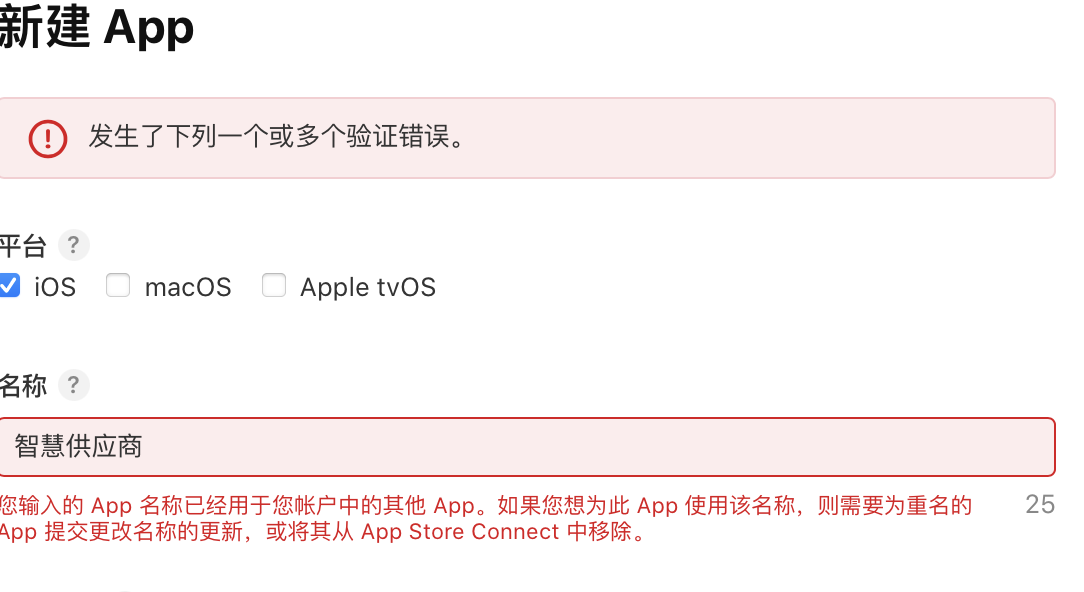 新建 App
发生了下列一个或多个验证错误。
平台 ?
iOS macOS Apple tvOS
名称 ?
智慧供应商
您输入的 App 名称已经用于您帐户中的其他 App。如果您想为此 App 使用该名称，则需要为重名的 25
App 提交更改名称的更新，或将其从 App Store Connect 中移除。